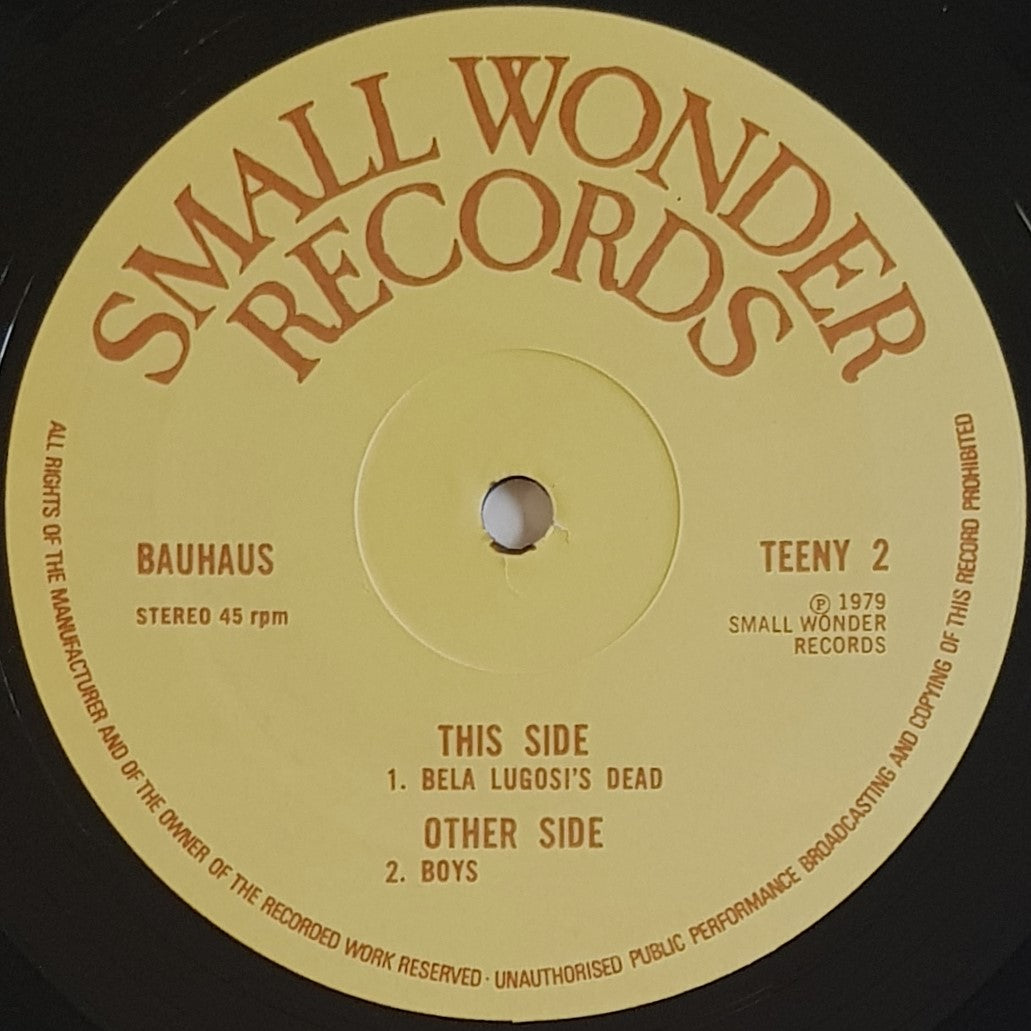 SMALL WONDER
RECORDS
BAUHAUS
STEREO 45 rpm
TEENY 2
℗ 1979
SMALL WONDER
RECORDS
THIS SIDE
1. BELA LUGOSI'S DEAD
OTHER SIDE
2. BOYS
ALL RIGHTS OF THE MANUFACTURER AND OF THE OWNER OF THE RECORDED WORK RESERVED · UNAUTHORISED PUBLIC PERFORMANCE BROADCASTING AND COPYING OF THIS RECORD PROHIBITED